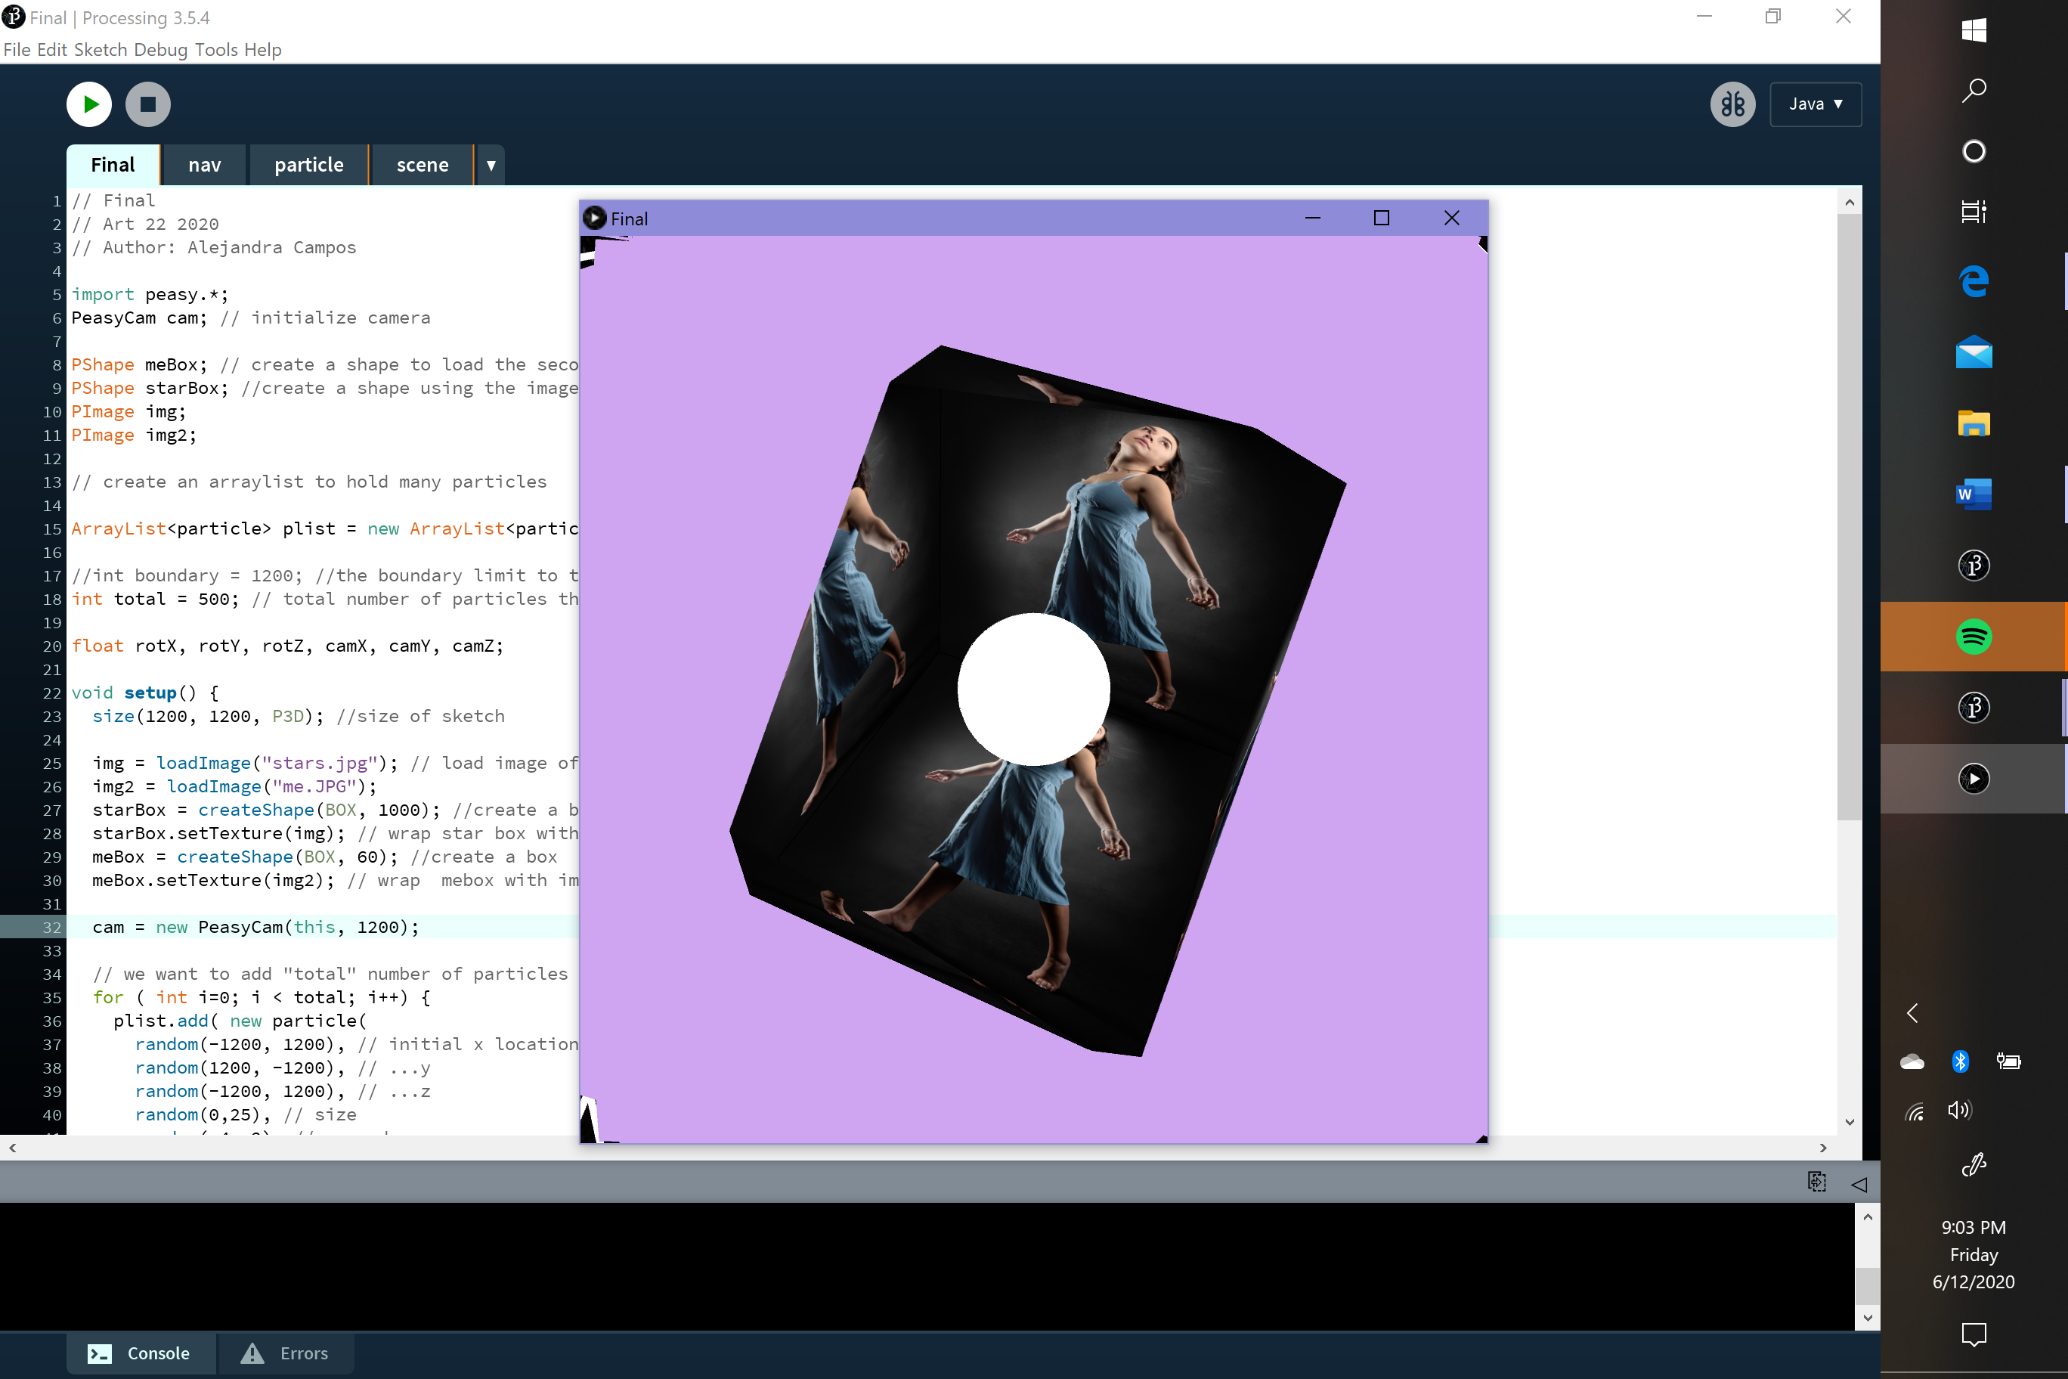 Final | Processing 3.5.4
File Edit Sketch Debug Tools Help
Java ▼
Final nav particle scene ▼
1 // Final
2 // Art 22 2020
3 // Author: Alejandra Campos
4
5 import peasy.*;
6 PeasyCam cam; // initialize camera
7
8 PShape meBox; // create a shape to load the seco
9 PShape starBox; //create a shape using the image
10 PImage img;
11 PImage img2;
12
13 // create an arraylist to hold many particles
14
15 ArrayList<particle> plist = new ArrayList<partic
16
17 //int boundary = 1200; //the boundary limit to t
18 int total = 500; // total number of particles th
19
20 float rotX, rotY, rotZ, camX, camY, camZ;
21
22 void setup() {
23 size(1200, 1200, P3D); //size of sketch
24
25 img = loadImage("stars.jpg"); // load image of
26 img2 = loadImage("me.JPG");
27 starBox = createShape(BOX, 1000); //create a b
28 starBox.setTexture(img); // wrap star box with
29 meBox = createShape(BOX, 60); //create a box
30 meBox.setTexture(img2); // wrap  mebox with im
31
32 cam = new PeasyCam(this, 1200);
33
34 // we want to add "total" number of particles
35 for ( int i=0; i < total; i++) {
36 plist.add( new particle(
37 random(-1200, 1200), // initial x location
38 random(1200, -1200), // ...y
39 random(-1200, 1200), // ...z
40 random(0,25), // size
Final
Console Errors
9:03 PM
Friday
6/12/2020